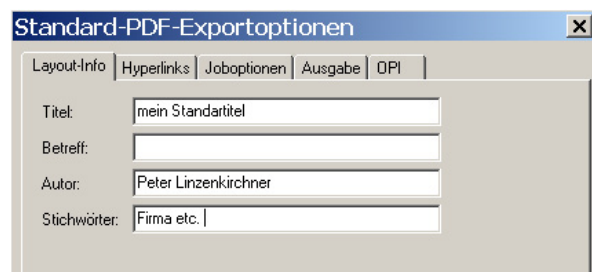 Standard-PDF-Exportoptionen
Layout-Info Hyperlinks Joboptionen Ausgabe OPI
Titel: mein Standartitel
Betreff:
Autor: Peter Linzenkirchner
Stichwörter: Firma etc.